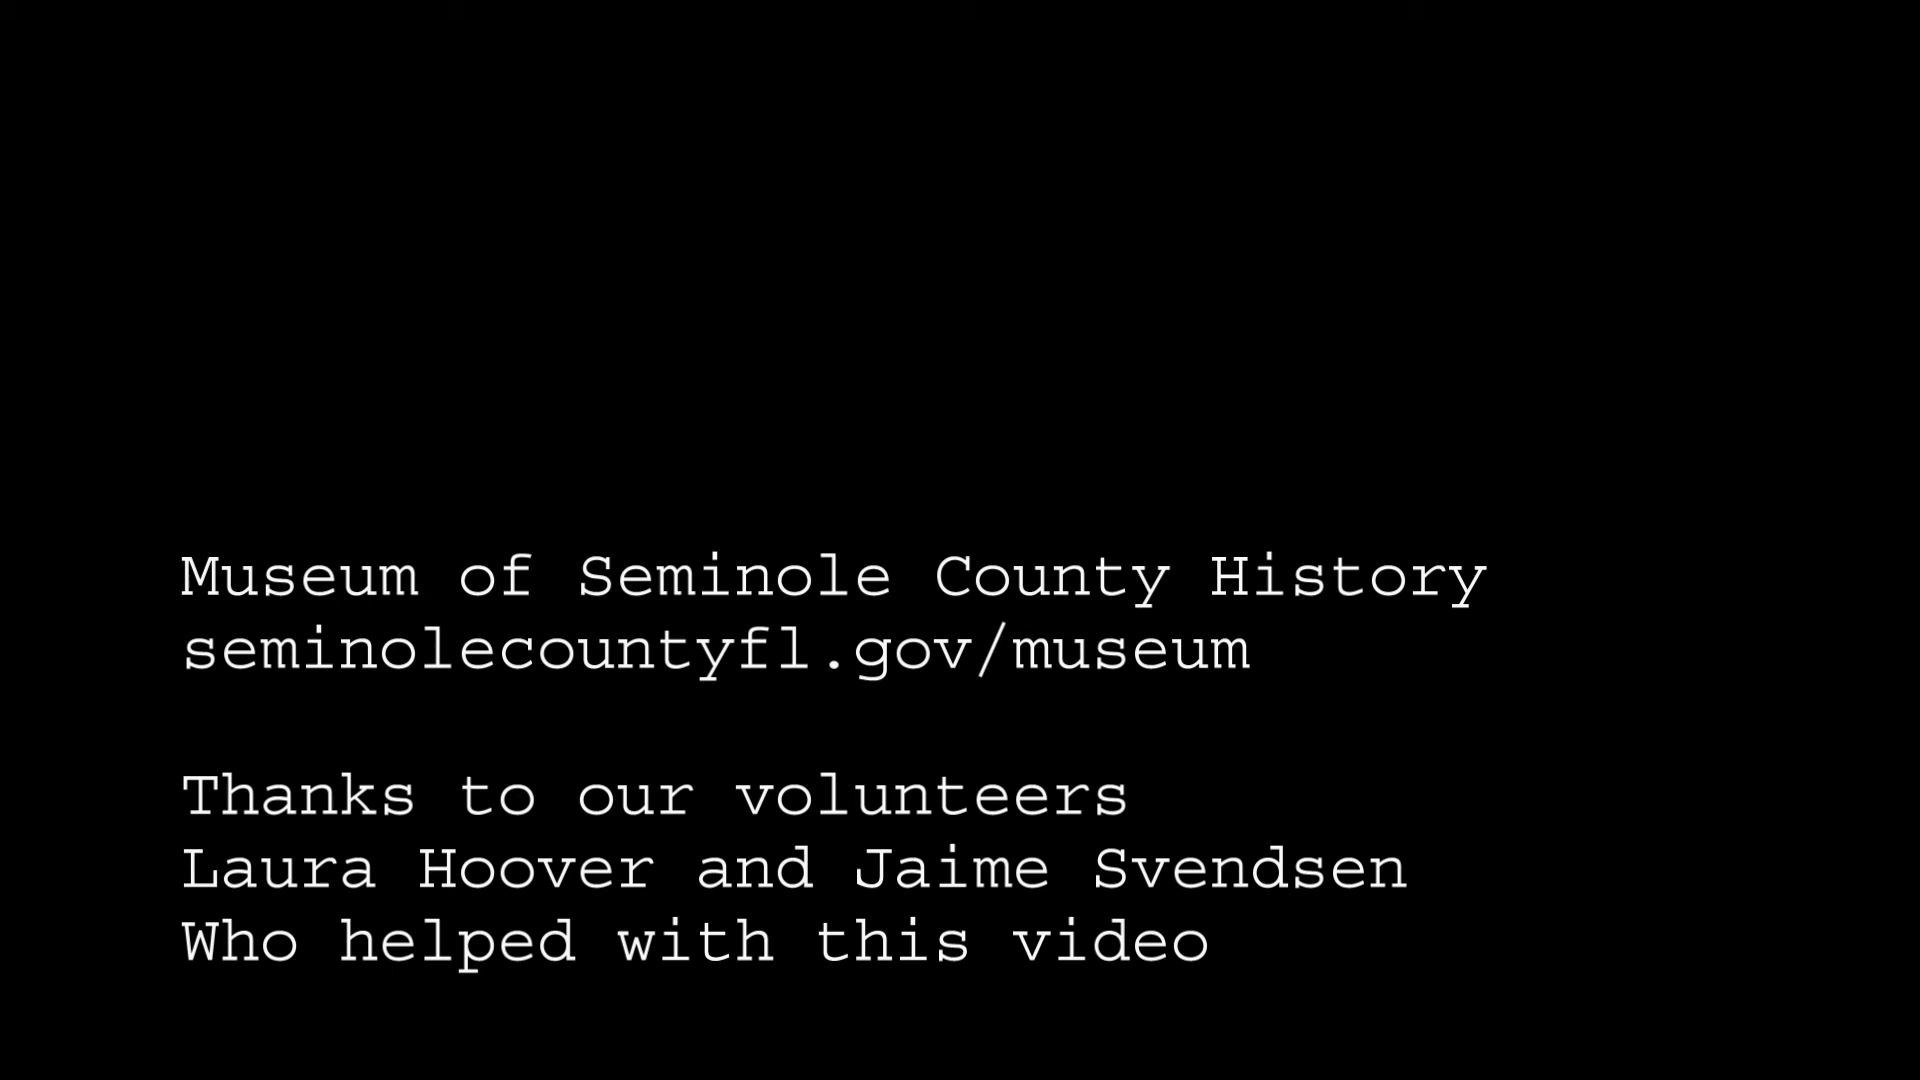 Museum of Seminole County History
seminolecountyfl.gov/museum
Thanks to our volunteers
Laura Hoover and Jaime Svendsen
Who helped with this video